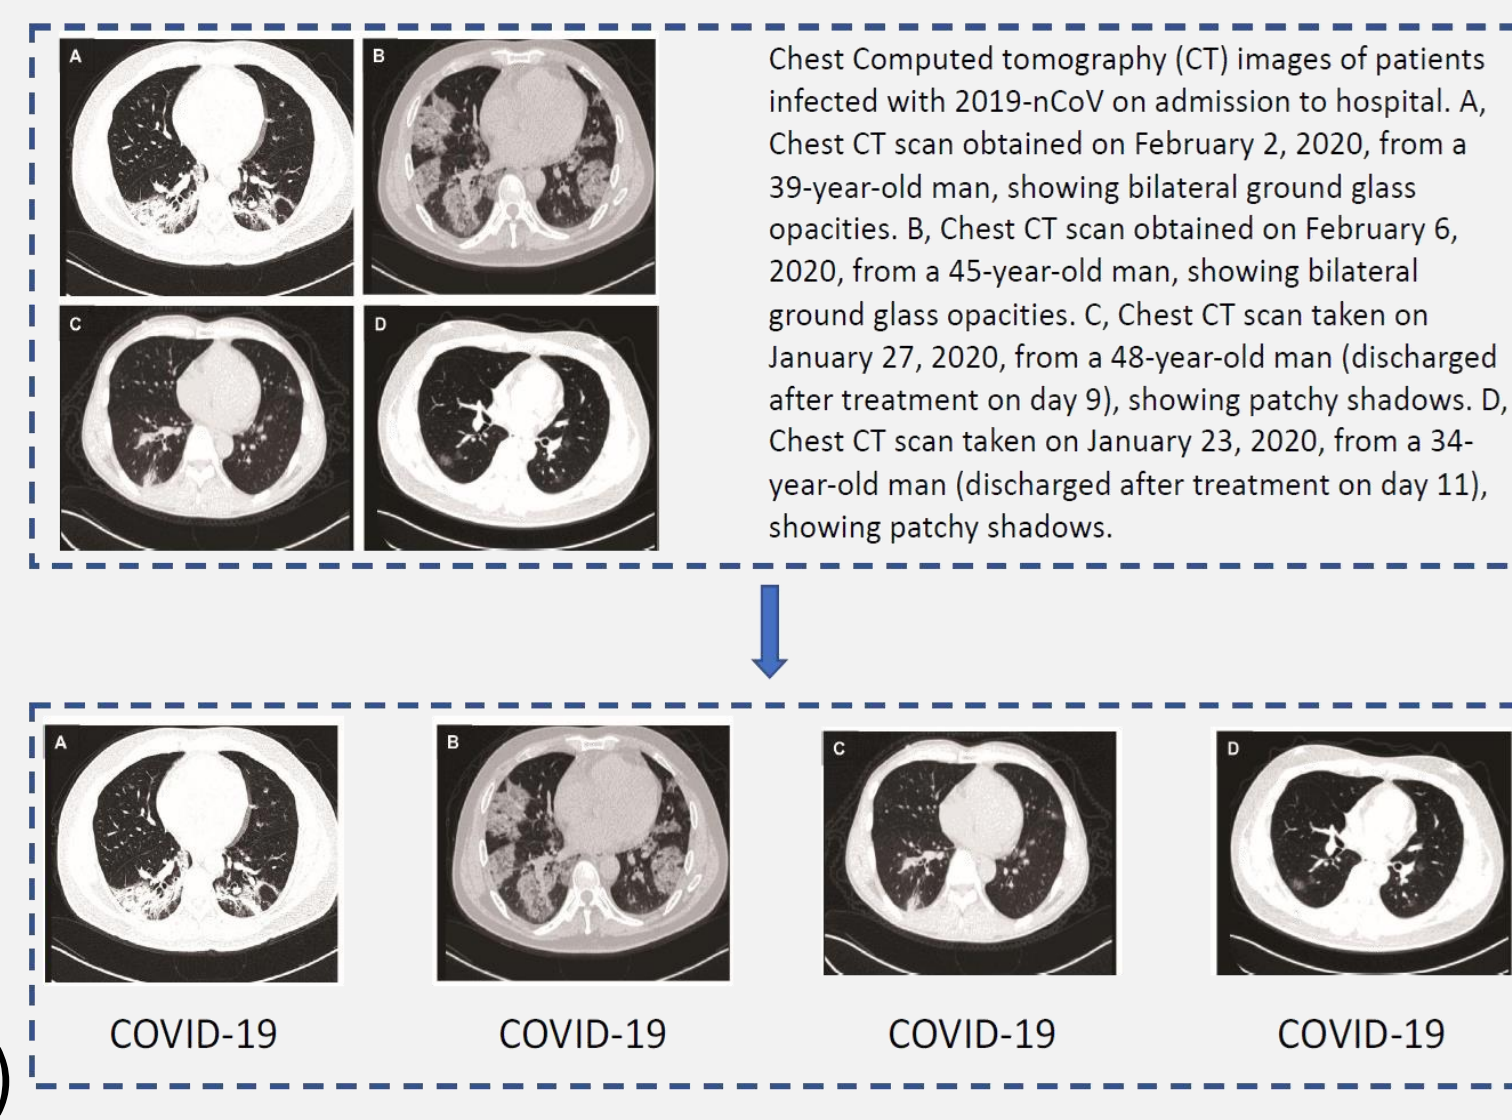 A
B
C
D
Chest Computed tomography (CT) images of patients
infected with 2019-nCoV on admission to hospital. A,
Chest CT scan obtained on February 2, 2020, from a
39-year-old man, showing bilateral ground glass
opacities. B, Chest CT scan obtained on February 6,
2020, from a 45-year-old man, showing bilateral
ground glass opacities. C, Chest CT scan taken on
January 27, 2020, from a 48-year-old man (discharged
after treatment on day 9), showing patchy shadows. D,
Chest CT scan taken on January 23, 2020, from a 34-
year-old man (discharged after treatment on day 11),
showing patchy shadows.
A
B
C
D
COVID-19
COVID-19
COVID-19
COVID-19
)